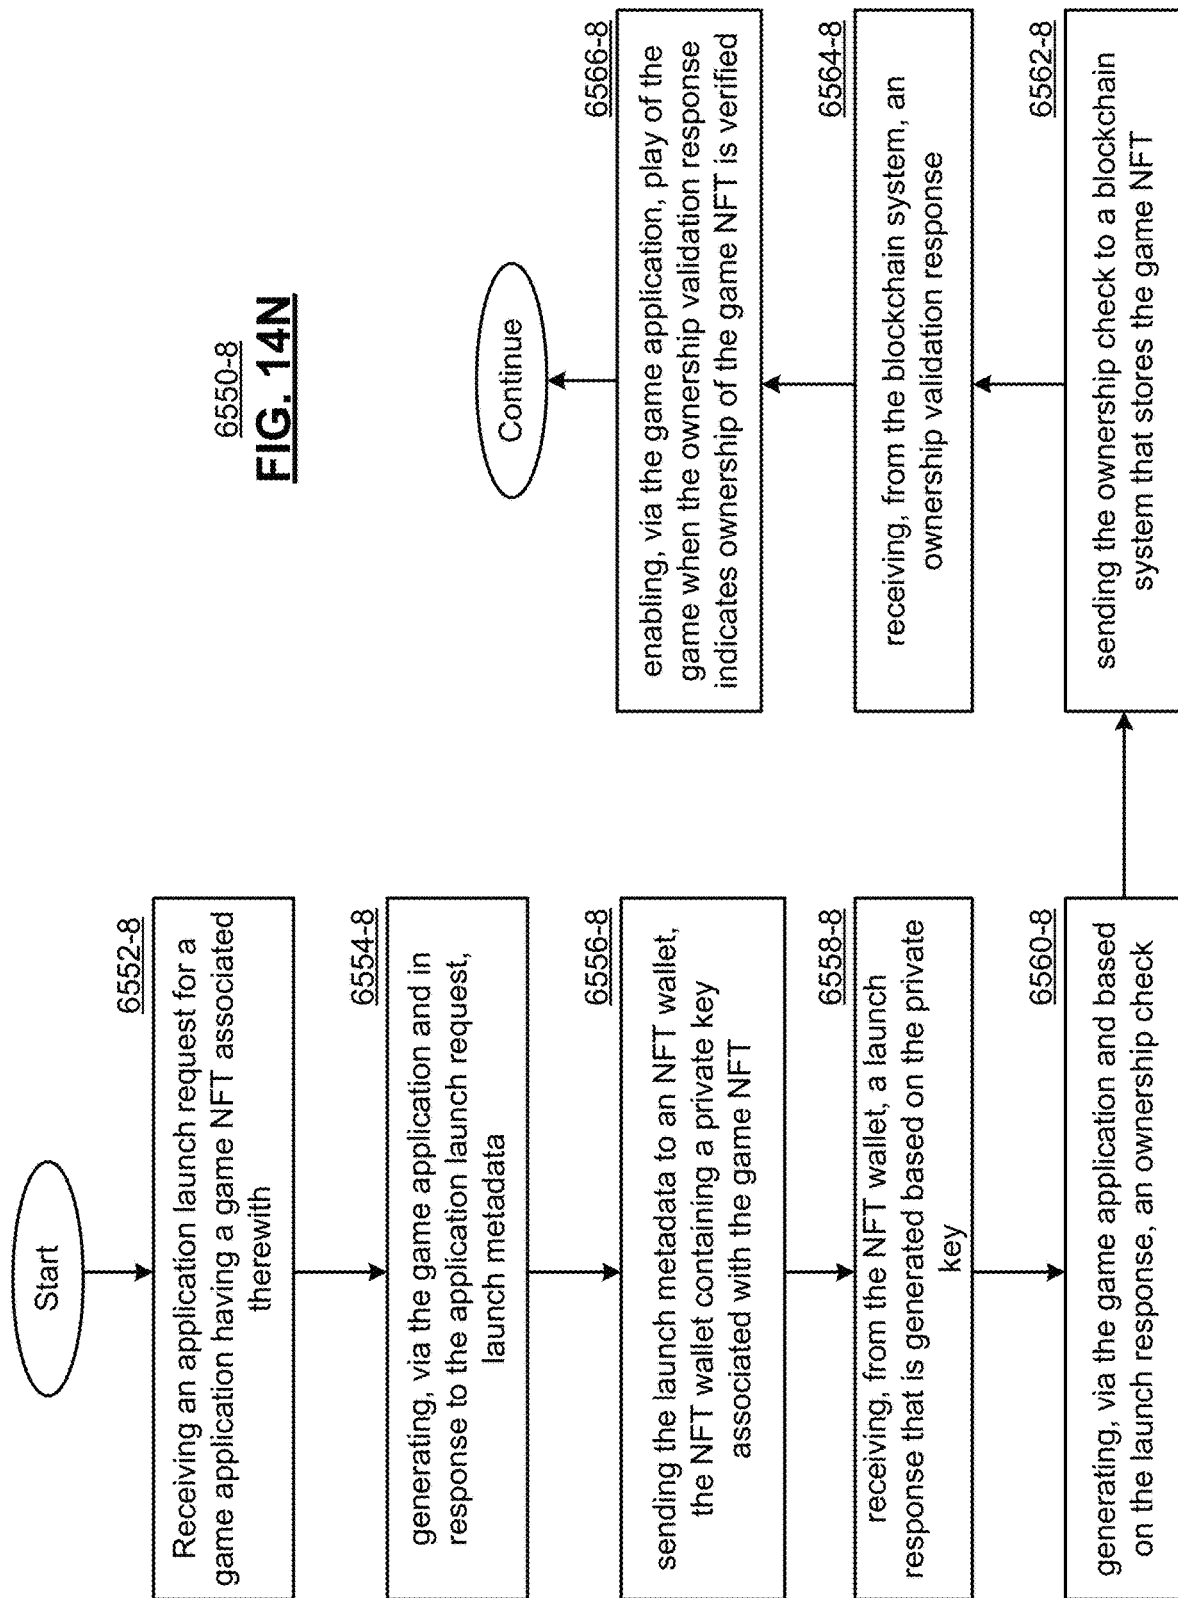 6550-8
FIG. 14N
Start
6552-8
Receiving an application launch request for a
game application having a game NFT associated
therewith
6554-8
generating, via the game application and in
response to the application launch request,
launch metadata
6556-8
sending the launch metadata to an NFT wallet,
the NFT wallet containing a private key
associated with the game NFT
6558-8
receiving, from the NFT wallet, a launch
response that is generated based on the private
key
6560-8
generating, via the game application and based
on the launch response, an ownership check
6562-8
sending the ownership check to a blockchain
system that stores the game NFT
6564-8
receiving, from the blockchain system, an
ownership validation response
6566-8
enabling, via the game application, play of the
game when the ownership validation response
indicates ownership of the game NFT is verified
Continue